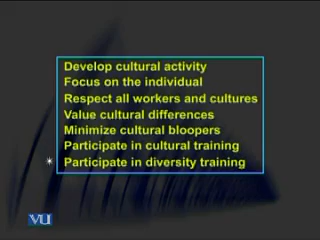 Develop cultural activity
Focus on the individual
Respect all workers and cultures
Value cultural differences
Minimize cultural bloopers
Participate in cultural training
Participate in diversity training
VU